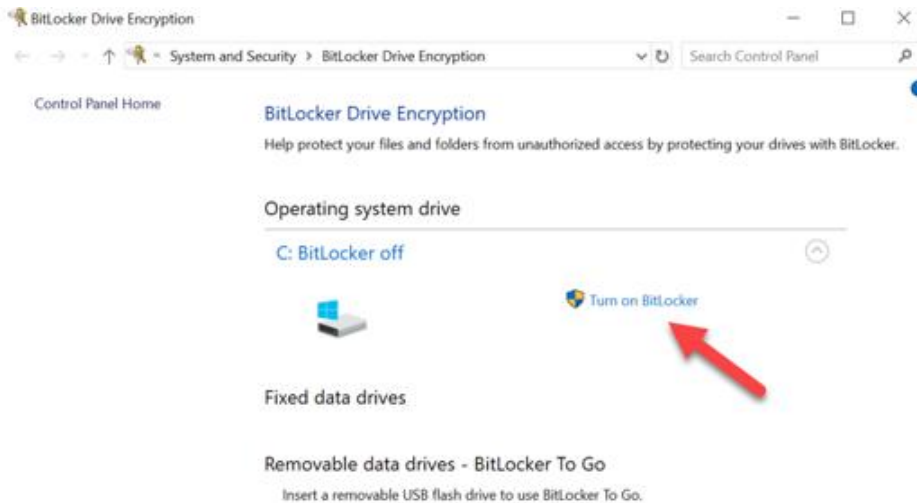 BitLocker Drive Encryption
System and Security > BitLocker Drive Encryption
Search Control Panel
Control Panel Home
BitLocker Drive Encryption
Help protect your files and folders from unauthorized access by protecting your drives with BitLocker.
Operating system drive
C: BitLocker off
Turn on BitLocker
Fixed data drives
Removable data drives - BitLocker To Go
Insert a removable USB flash drive to use BitLocker To Go.